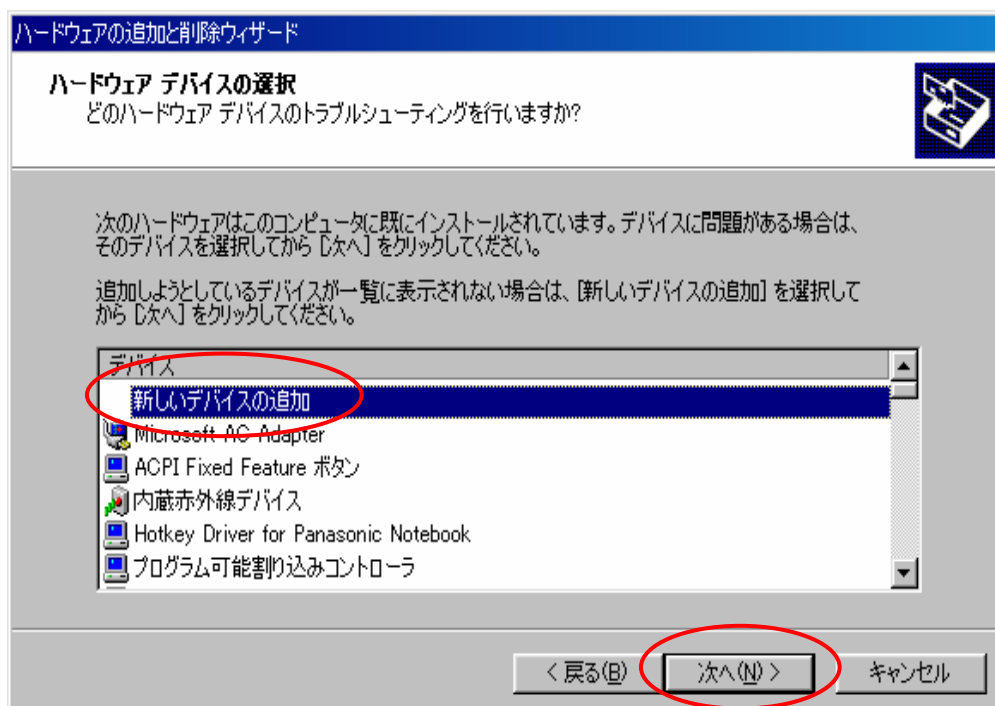 ハードウェアの追加と削除ウィザード
ハードウェア デバイスの選択
どのハードウェア デバイスのトラブルシューティングを行いますか?
次のハードウェアはこのコンピュータに既にインストールされています。デバイスに問題がある場合は、
そのデバイスを選択してから [次へ] をクリックしてください。
追加しようとしているデバイスが一覧に表示されない場合は、[新しいデバイスの追加] を選択して
から [次へ] をクリックしてください。
デバイス
新しいデバイスの追加
Microsoft AC Adapter
ACPI Fixed Feature ボタン
内蔵赤外線デバイス
Hotkey Driver for Panasonic Notebook
プログラム可能割り込みコントローラ
< 戻る(B) 次へ(N) > キャンセル